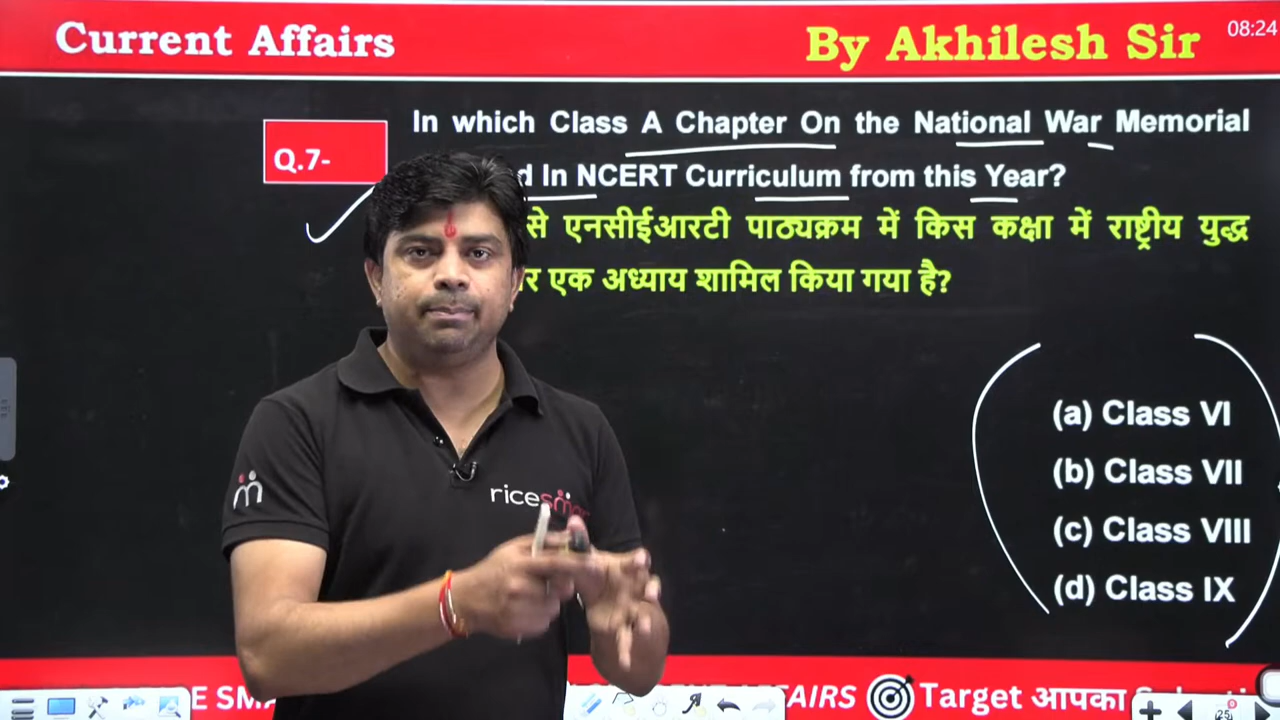 Current Affairs
By Akhilesh Sir
08:24
Q.7-
In which Class A Chapter On the National War Memorial
In NCERT Curriculum from this Year?
से एनसीईआरटी पाठ्यक्रम में किस कक्षा में राष्ट्रीय युद्ध
एक अध्याय शामिल किया गया है?
(a) Class VI
(b) Class VII
(c) Class VIII
(d) Class IX
rice
AFFAIRS
Target आपका
25